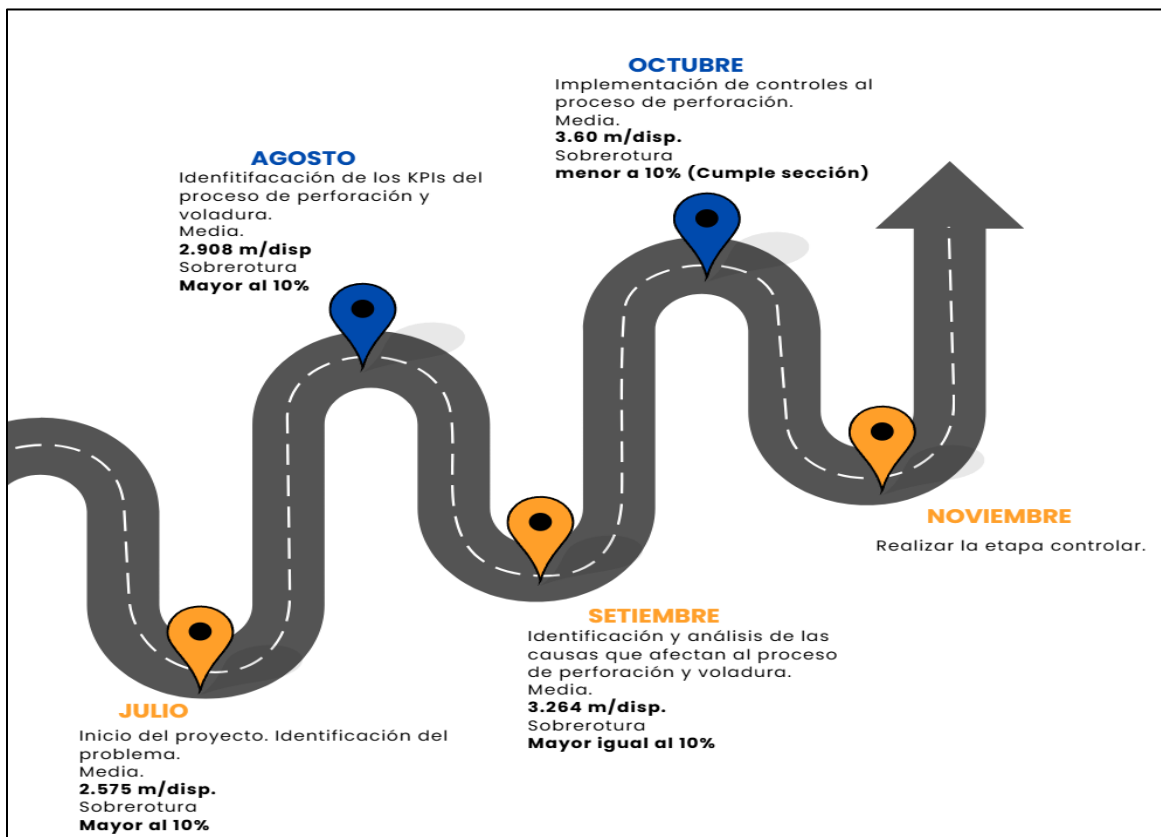 JULIO
Inicio del proyecto. Identificación del
problema.
Media.
2.575 m/disp.
Sobrerotura
Mayor al 10%
AGOSTO
Idenfitifacación de los KPIs del
proceso de perforación y
voladura.
Media.
2.908 m/disp
Sobrerotura
Mayor al 10%
SETIEMBRE
Identificación y análisis de las
causas que afectan al proceso
de perforación y voladura.
Media.
3.264 m/disp.
Sobrerotura
Mayor igual al 10%
OCTUBRE
Implementación de controles al
proceso de perforación.
Media.
3.60 m/disp.
Sobrerotura
menor a 10% (Cumple sección)
NOVIEMBRE
Realizar la etapa controlar.